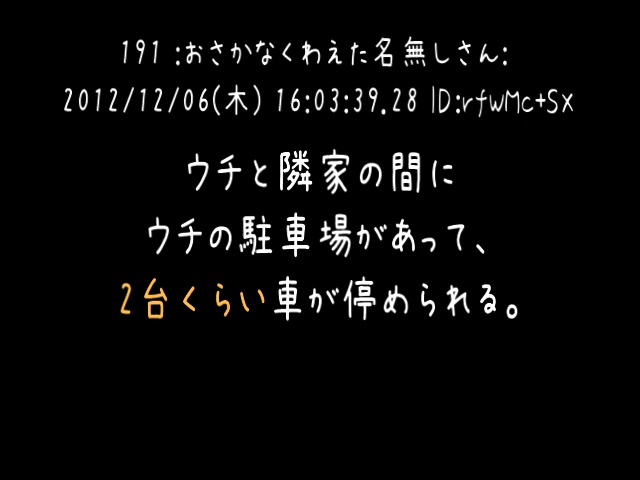 191 :おさかなくわえた名無しさん:
2012/12/06(木) 16:03:39.28 ID:rfwMc+Sx
ウチと隣家の間に
ウチの駐車場があって、
2台くらい車が停められる。